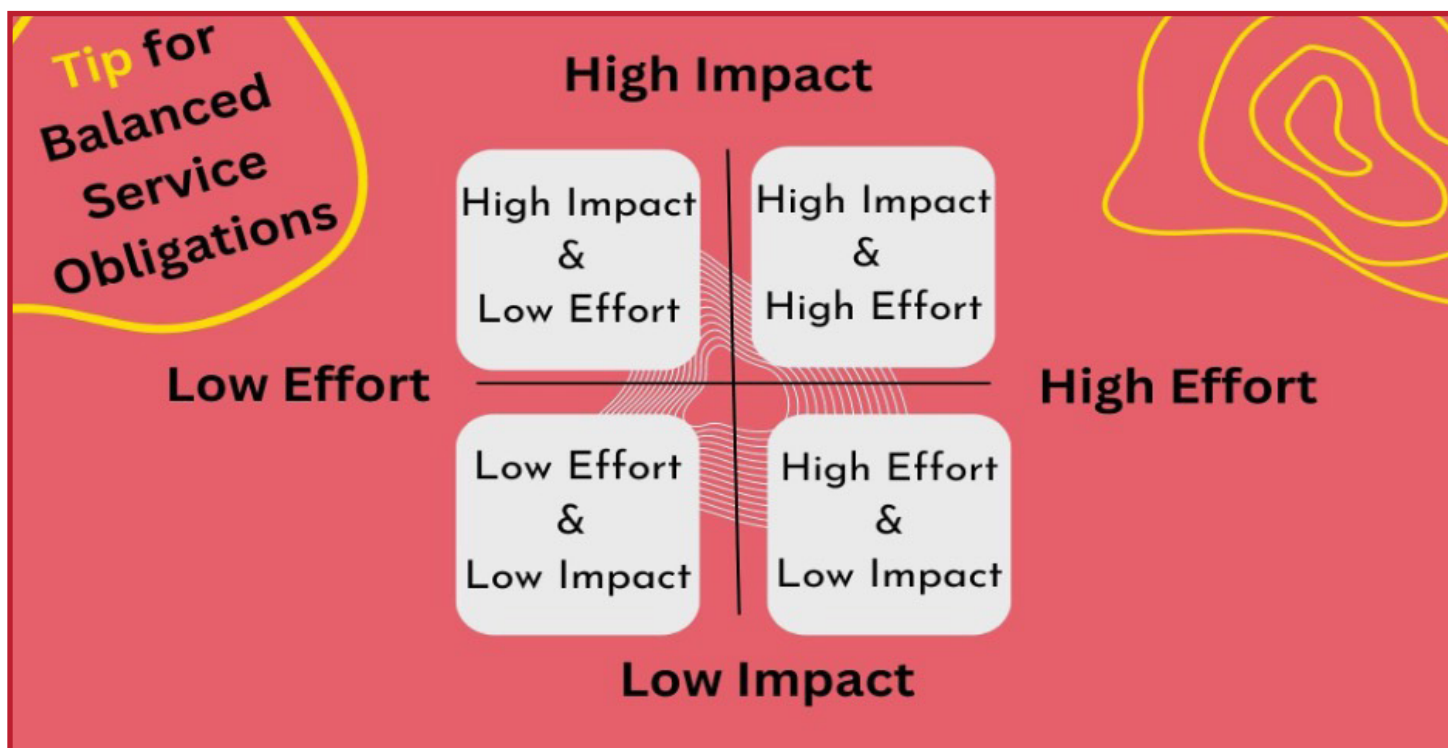 Tip for
Balanced
Service
Obligations
High Impact
High Impact
&
Low Effort
High Impact
&
High Effort
Low Effort
High Effort
Low Effort
&
Low Impact
High Effort
&
Low Impact
Low Impact